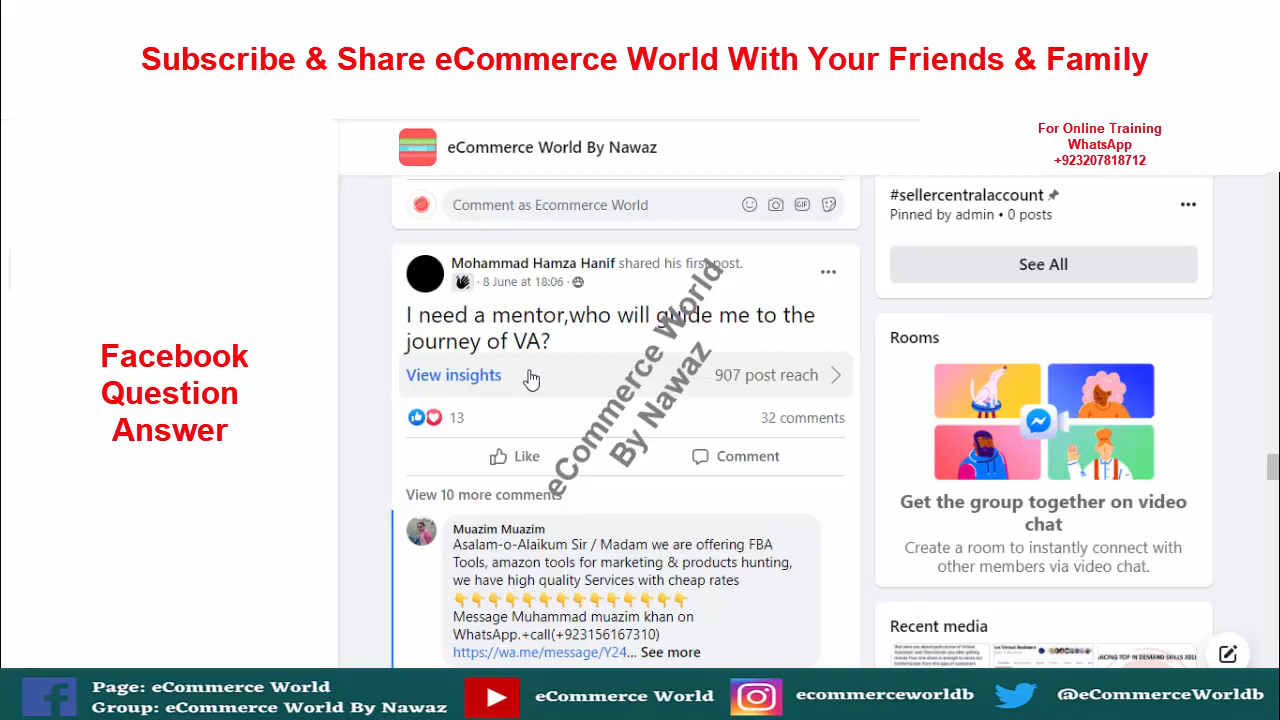 Subscribe & Share eCommerce World With Your Friends & Family
For Online Training
WhatsApp
+923207818712
eCommerce World By Nawaz
Comment as Ecommerce World
GIF
#sellercentralaccount
Pinned by admin • 0 posts
See All
Mohammad Hamza Hanif shared his first post.
8 June at 18:06 ·
I need a mentor,who will guide me to the
journey of VA?
View insights
907 post reach
13
32 comments
Like
Comment
View 10 more comments
Muazim Muazim
Asalam-o-Alaikum Sir / Madam we are offering FBA
Tools, amazon tools for marketing & products hunting,
we have high quality Services with cheap rates
👇👇👇👇👇👇👇👇👇👇👇👇👇
Message Muhammad muazim khan on
WhatsApp.+call(+923156167310)
https://wa.me/message/Y24... See more
Facebook
Question
Answer
eCommerce World
By Nawaz
Rooms
Get the group together on video
chat
Create a room to instantly connect with
other members via video chat.
Recent media
Page: eCommerce World
Group: eCommerce World By Nawaz
eCommerce World
ecommerceworldb
@eCommerceWorldb